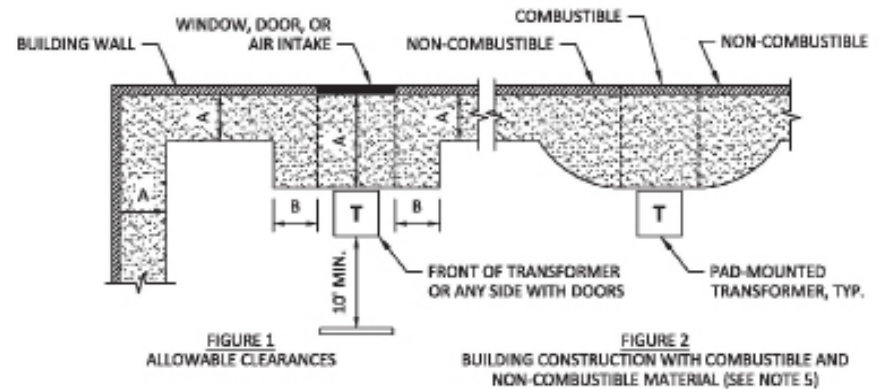 COMBUSTIBLE
WINDOW, DOOR, OR
AIR INTAKE
BUILDING WALL
NON-COMBUSTIBLE
NON-COMBUSTIBLE
A
A
A
A
B
T
B
T
10' MIN.
FRONT OF TRANSFORMER
OR ANY SIDE WITH DOORS
PAD-MOUNTED
TRANSFORMER, TYP.
FIGURE 1
ALLOWABLE CLEARANCES
FIGURE 2
BUILDING CONSTRUCTION WITH COMBUSTIBLE AND
NON-COMBUSTIBLE MATERIAL (SEE NOTE 5)